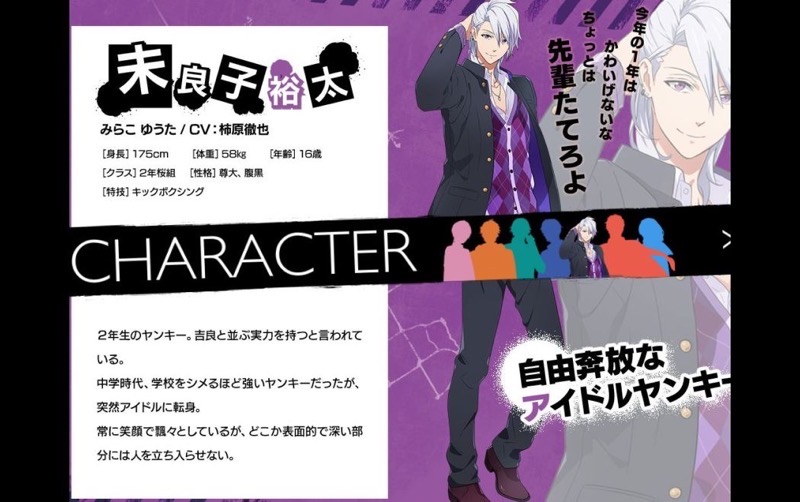 末良子裕太
みらこ ゆうた / CV：柿原徹也
［身長］175cm ［体重］58kg ［年齢］16歳
［クラス］2年桜組 ［性格］尊大、腹黒
［特技］キックボクシング
今年の1年は
かわいげないな
ちょっとは
先輩たてろよ
CHARACTER
2年生のヤンキー。吉良と並ぶ実力を持つと言われて
いる。
中学時代、学校をシメるほど強いヤンキーだったが、
突然アイドルに転身。
常に笑顔で飄々としているが、どこか表面的で深い部
分には人を立ち入らせない。
自由奔放な
アイドルヤンキー